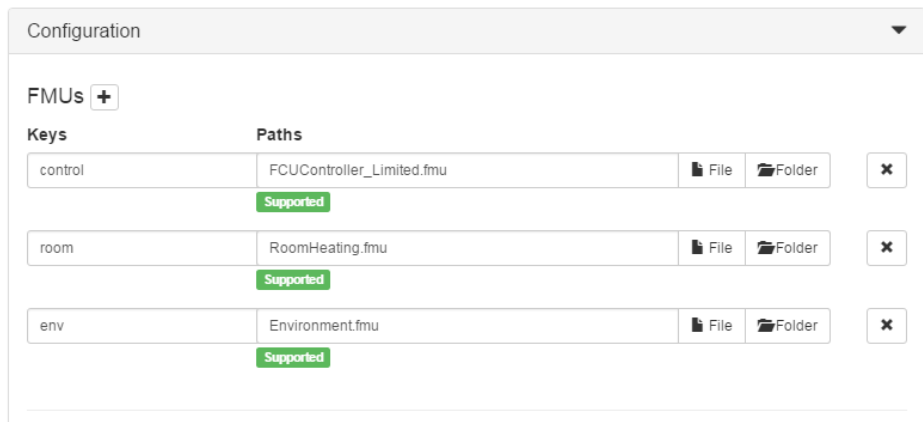 Configuration
FMUs
Keys Paths
control FCUController_Limited.fmu File Folder
Supported
room RoomHeating.fmu File Folder
Supported
env Environment.fmu File Folder
Supported